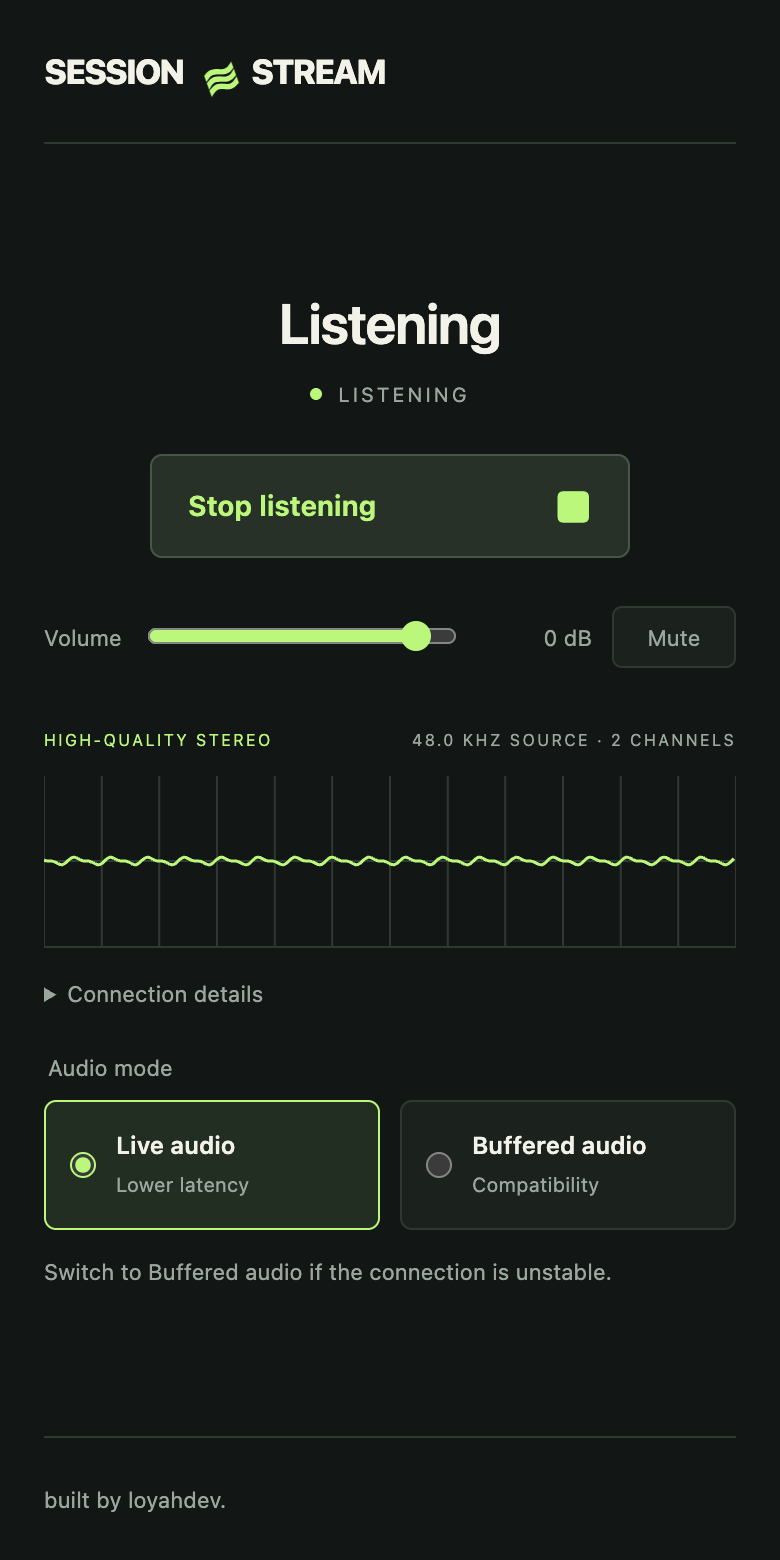 SESSION STREAM
Listening
LISTENING
Stop listening
Volume 0 dB Mute
HIGH-QUALITY STEREO 48.0 KHZ SOURCE · 2 CHANNELS
Connection details
Audio mode
Live audio
Lower latency
Buffered audio
Compatibility
Switch to Buffered audio if the connection is unstable.
built by loyahdev.